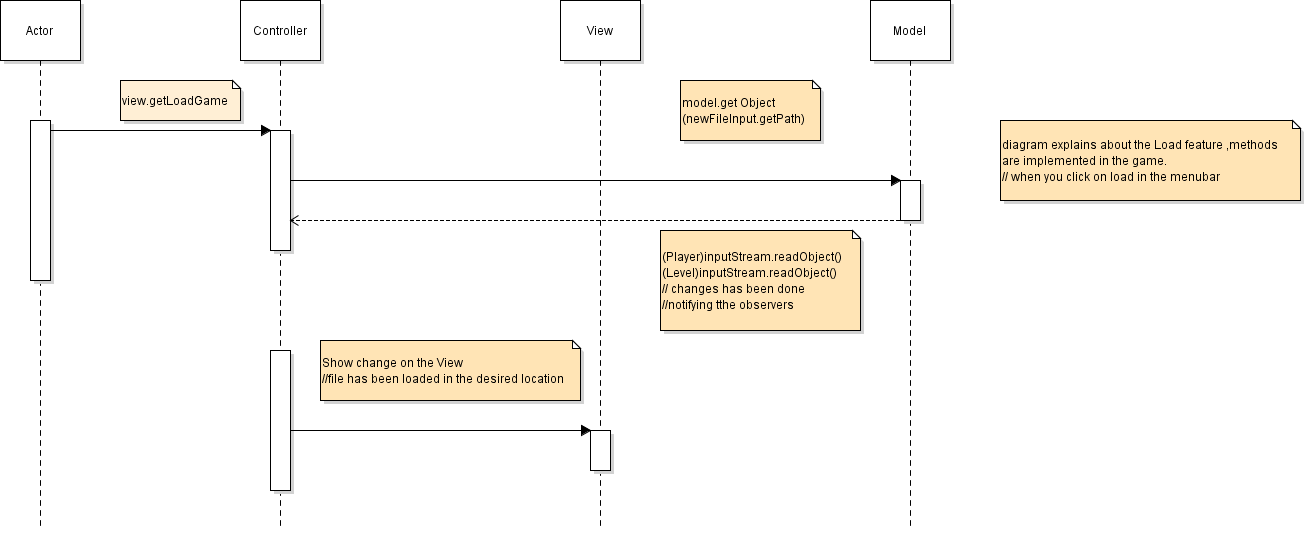 Actor
Controller
View
Model
view.getLoadGame
model.get Object
(newFileInput.getPath)
diagram explains about the Load feature ,methods
are implemented in the game.
// when you click on load in the menubar
(Player)inputStream.readObject()
(Level)inputStream.readObject()
// changes has been done
//notifying tthe observers
Show change on the View
//file has been loaded in the desired location